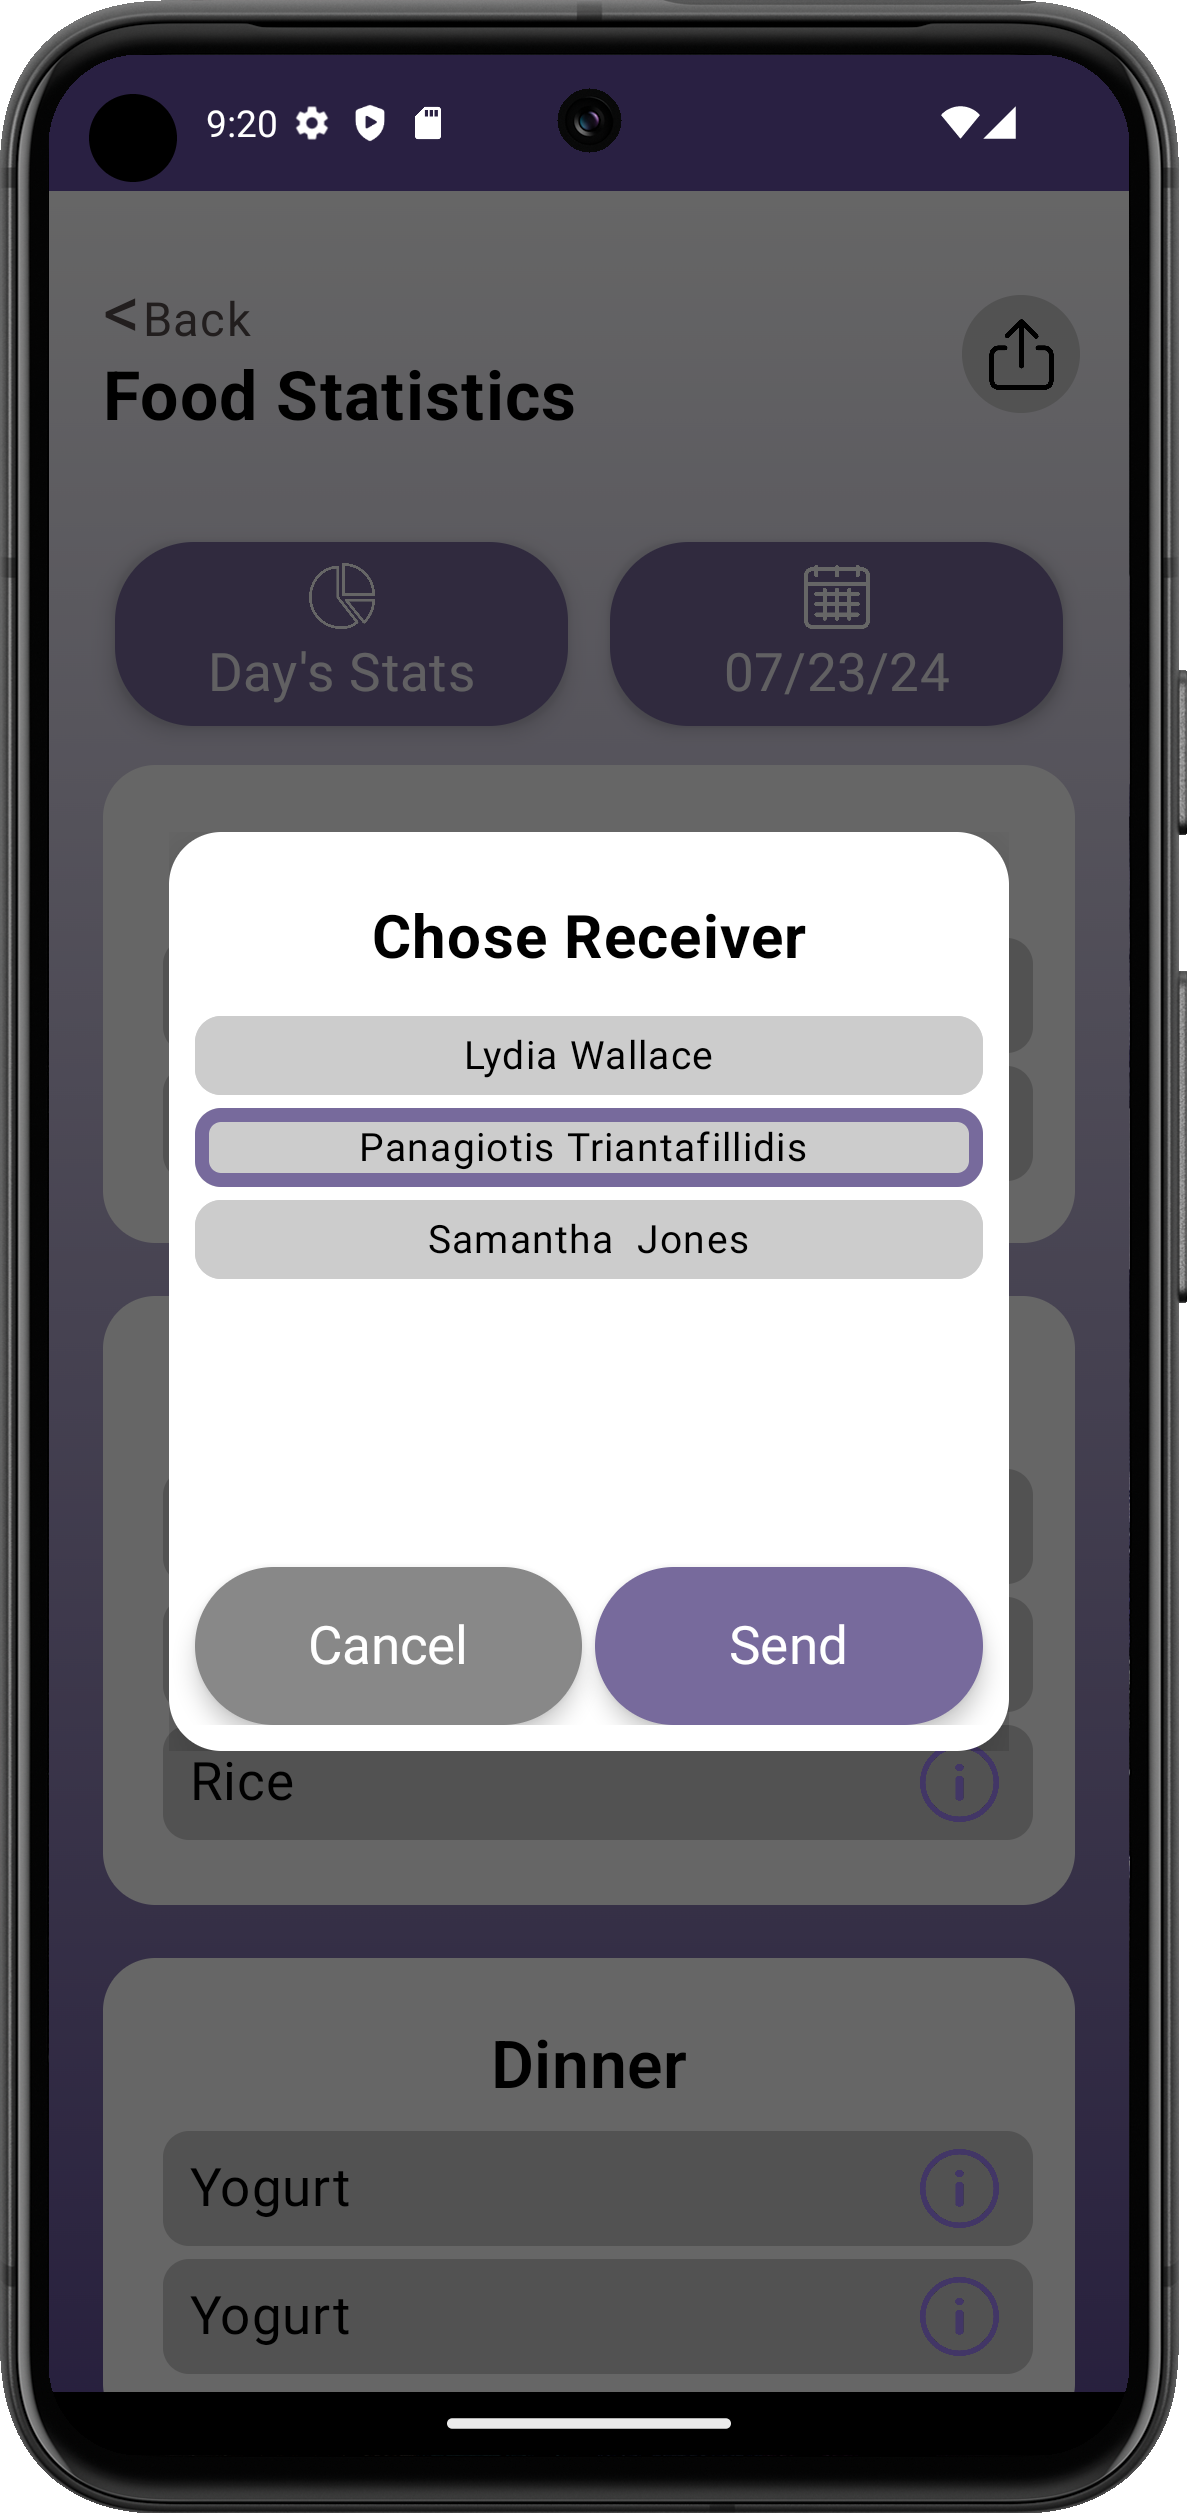 9:20
<Back
Food Statistics
Day's Stats
07/23/24
Chose Receiver
Lydia Wallace
Panagiotis Triantafillidis
Samantha Jones
Cancel
Send
Rice
Dinner
Yogurt
Yogurt